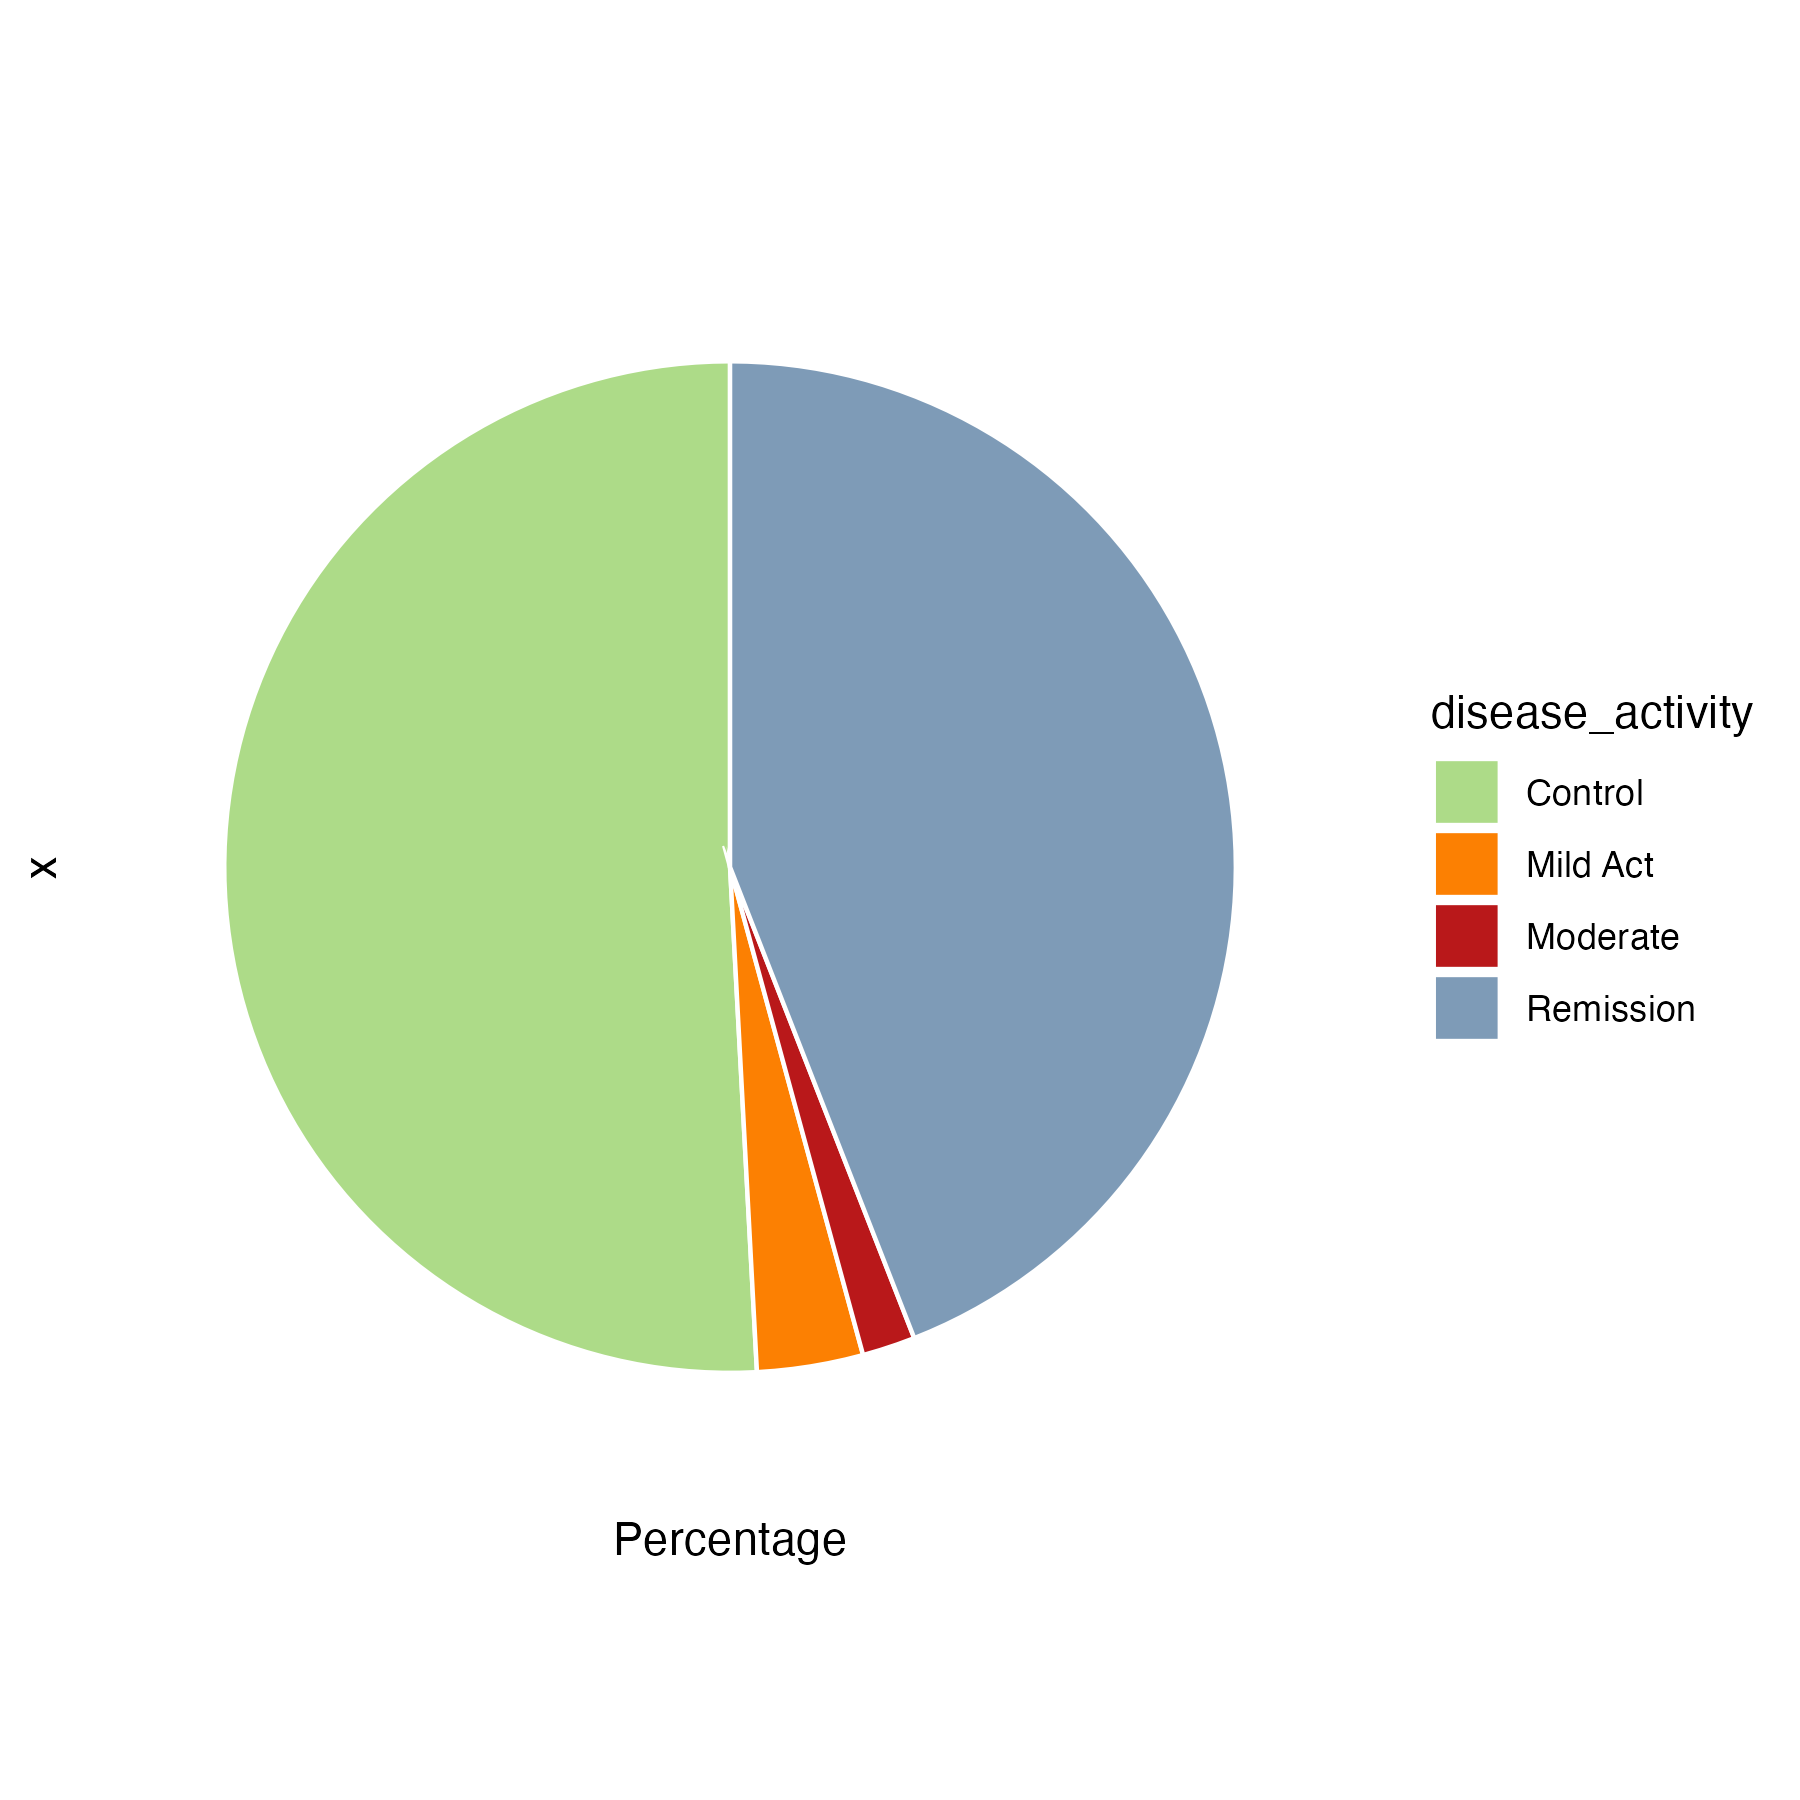 x
Percentage
disease_activity
Control
Mild Act
Moderate
Remission